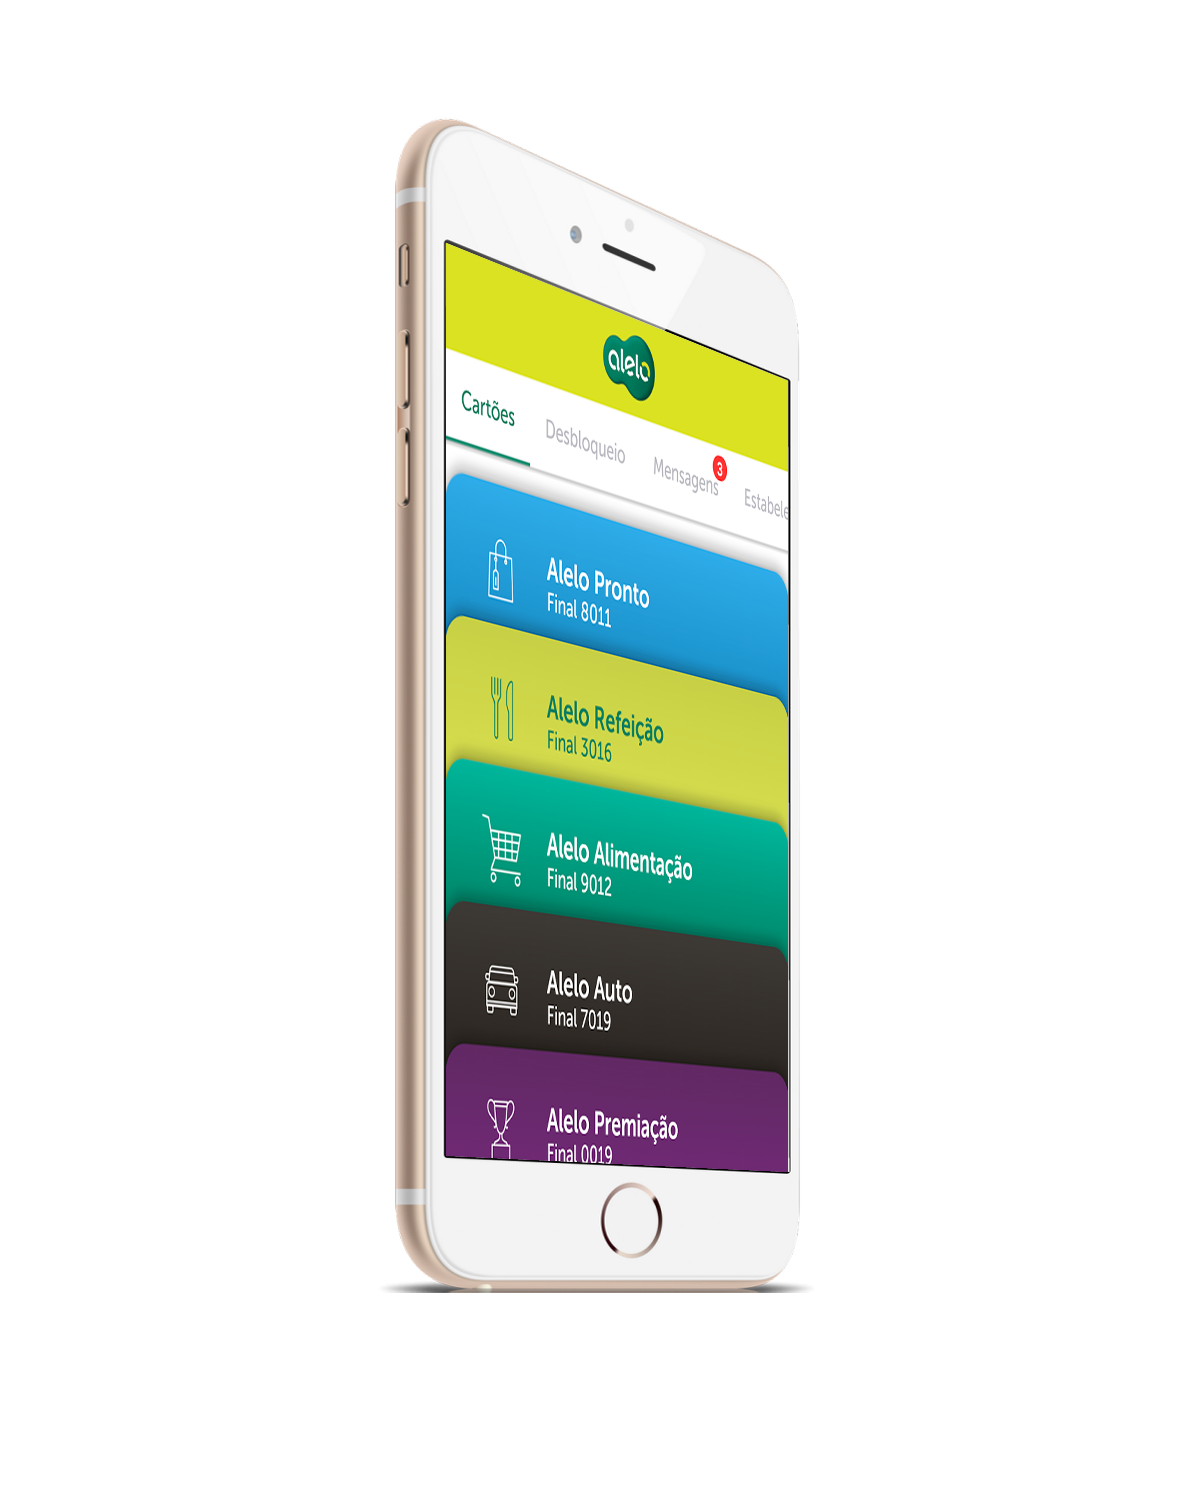 alelo
Cartões Desbloqueio Mensagens 3
Alelo Pronto
Final 8011
Alelo Refeição
Final 3016
Alelo Alimentação
Final 9012
Alelo Auto
Final 7019
Alelo Premiação
Final 0019